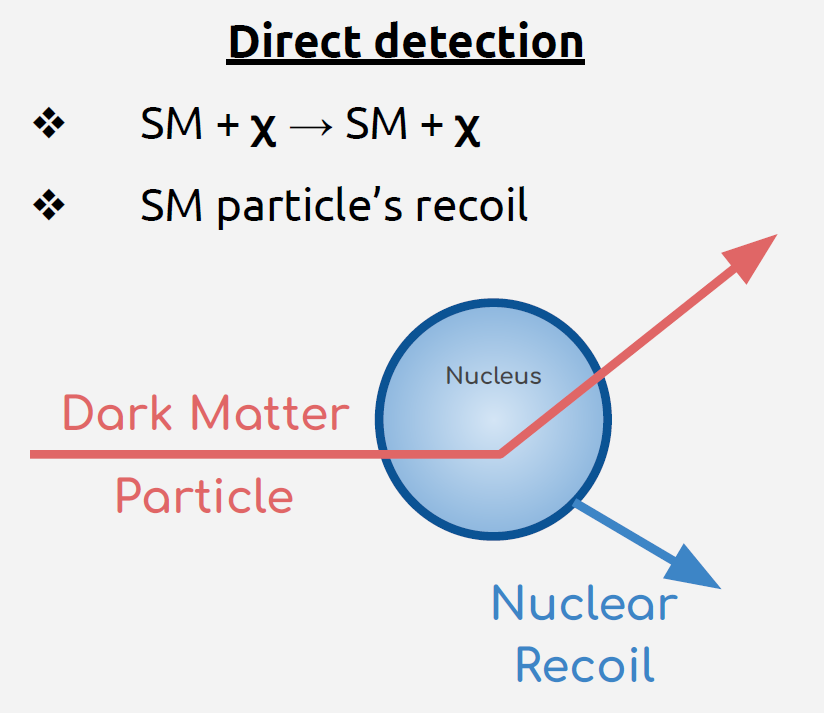 Direct detection
❖ SM + χ → SM + χ
❖ SM particle’s recoil
Nucleus
Dark Matter
Particle
Nuclear
Recoil